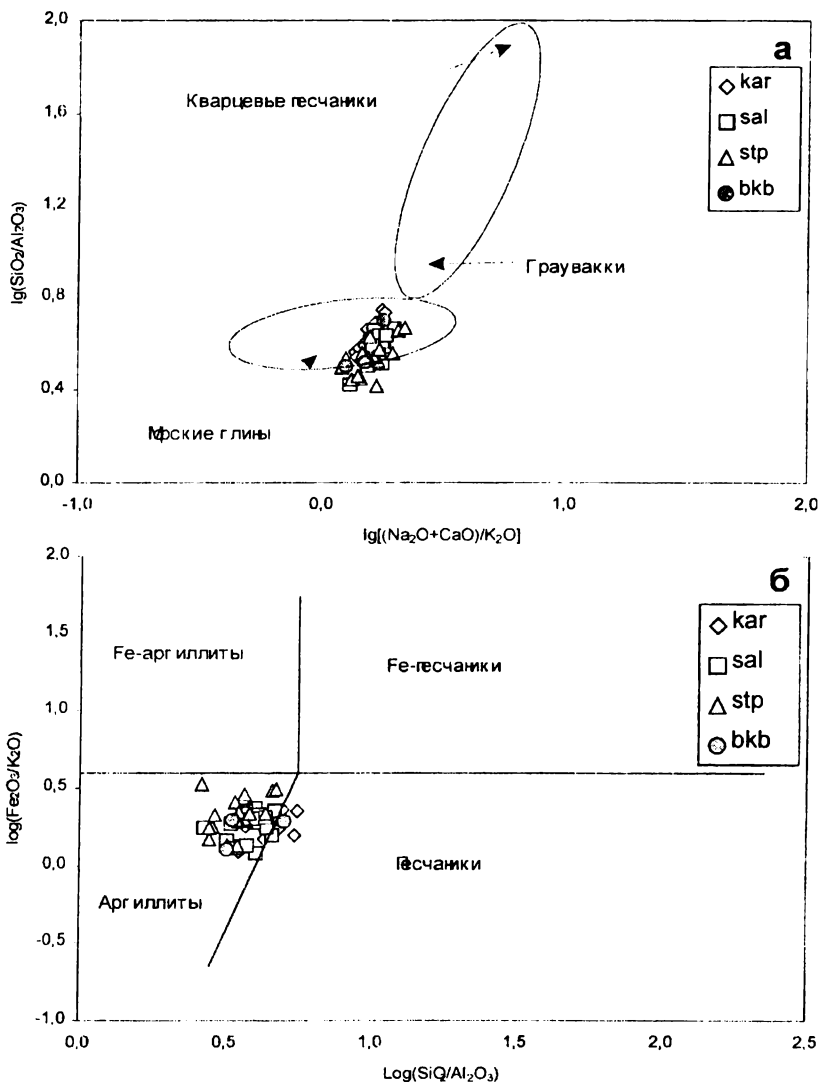 2,0
1,6
1,2
0,8
0,4
0,0
-1,0
0,0
1,0
2,0
lg(SiO₂/Al₂O₃)
lg[(Na₂O+CaO)/K₂O]
а
kar
sal
stp
bkb
Кварцевые песчаники
Граувакки
Морские глины
2,0
1,5
1,0
0,5
0,0
-0,5
-1,0
0,0
0,5
1,0
1,5
2,0
2,5
log(Fe₂O₃/K₂O)
Log(SiO₂/Al₂O₃)
б
kar
sal
stp
bkb
Fe-аргиллиты
Fe-песчаники
Аргиллиты
Песчаники